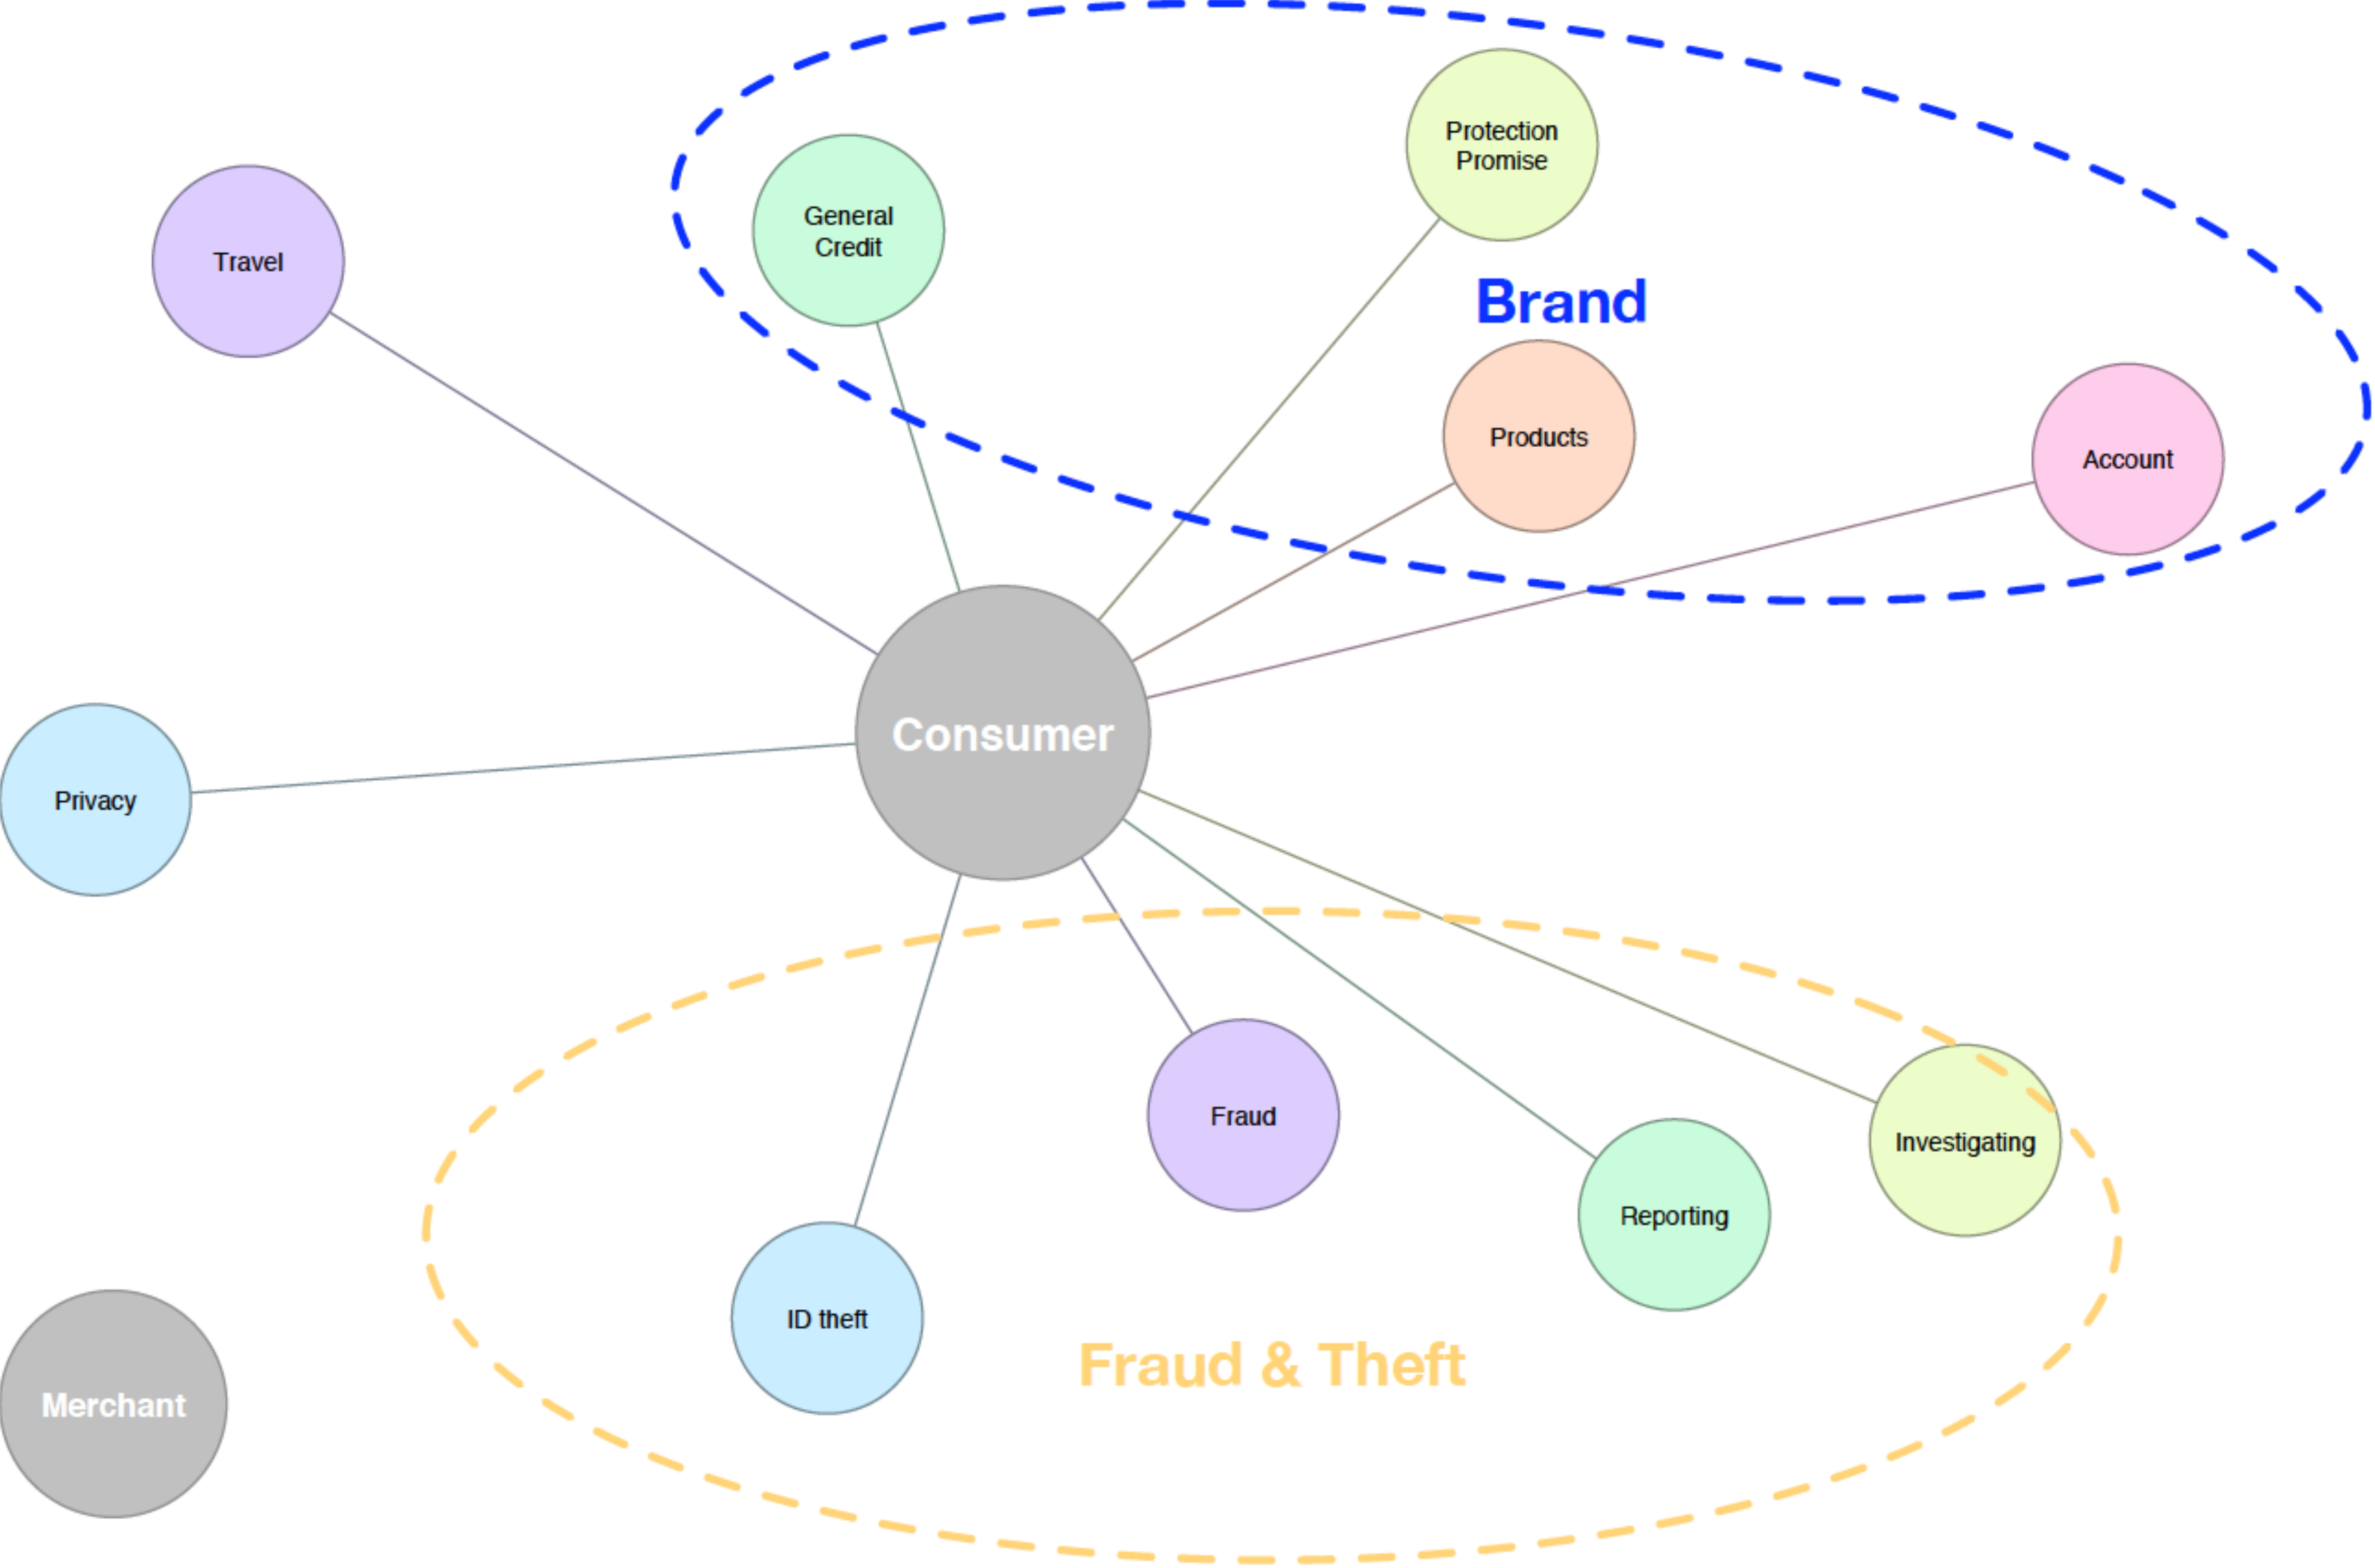 Protection
Promise
General
Credit
Travel
Brand
Products
Account
Consumer
Privacy
Fraud
Investigating
Reporting
ID theft
Fraud & Theft
Merchant